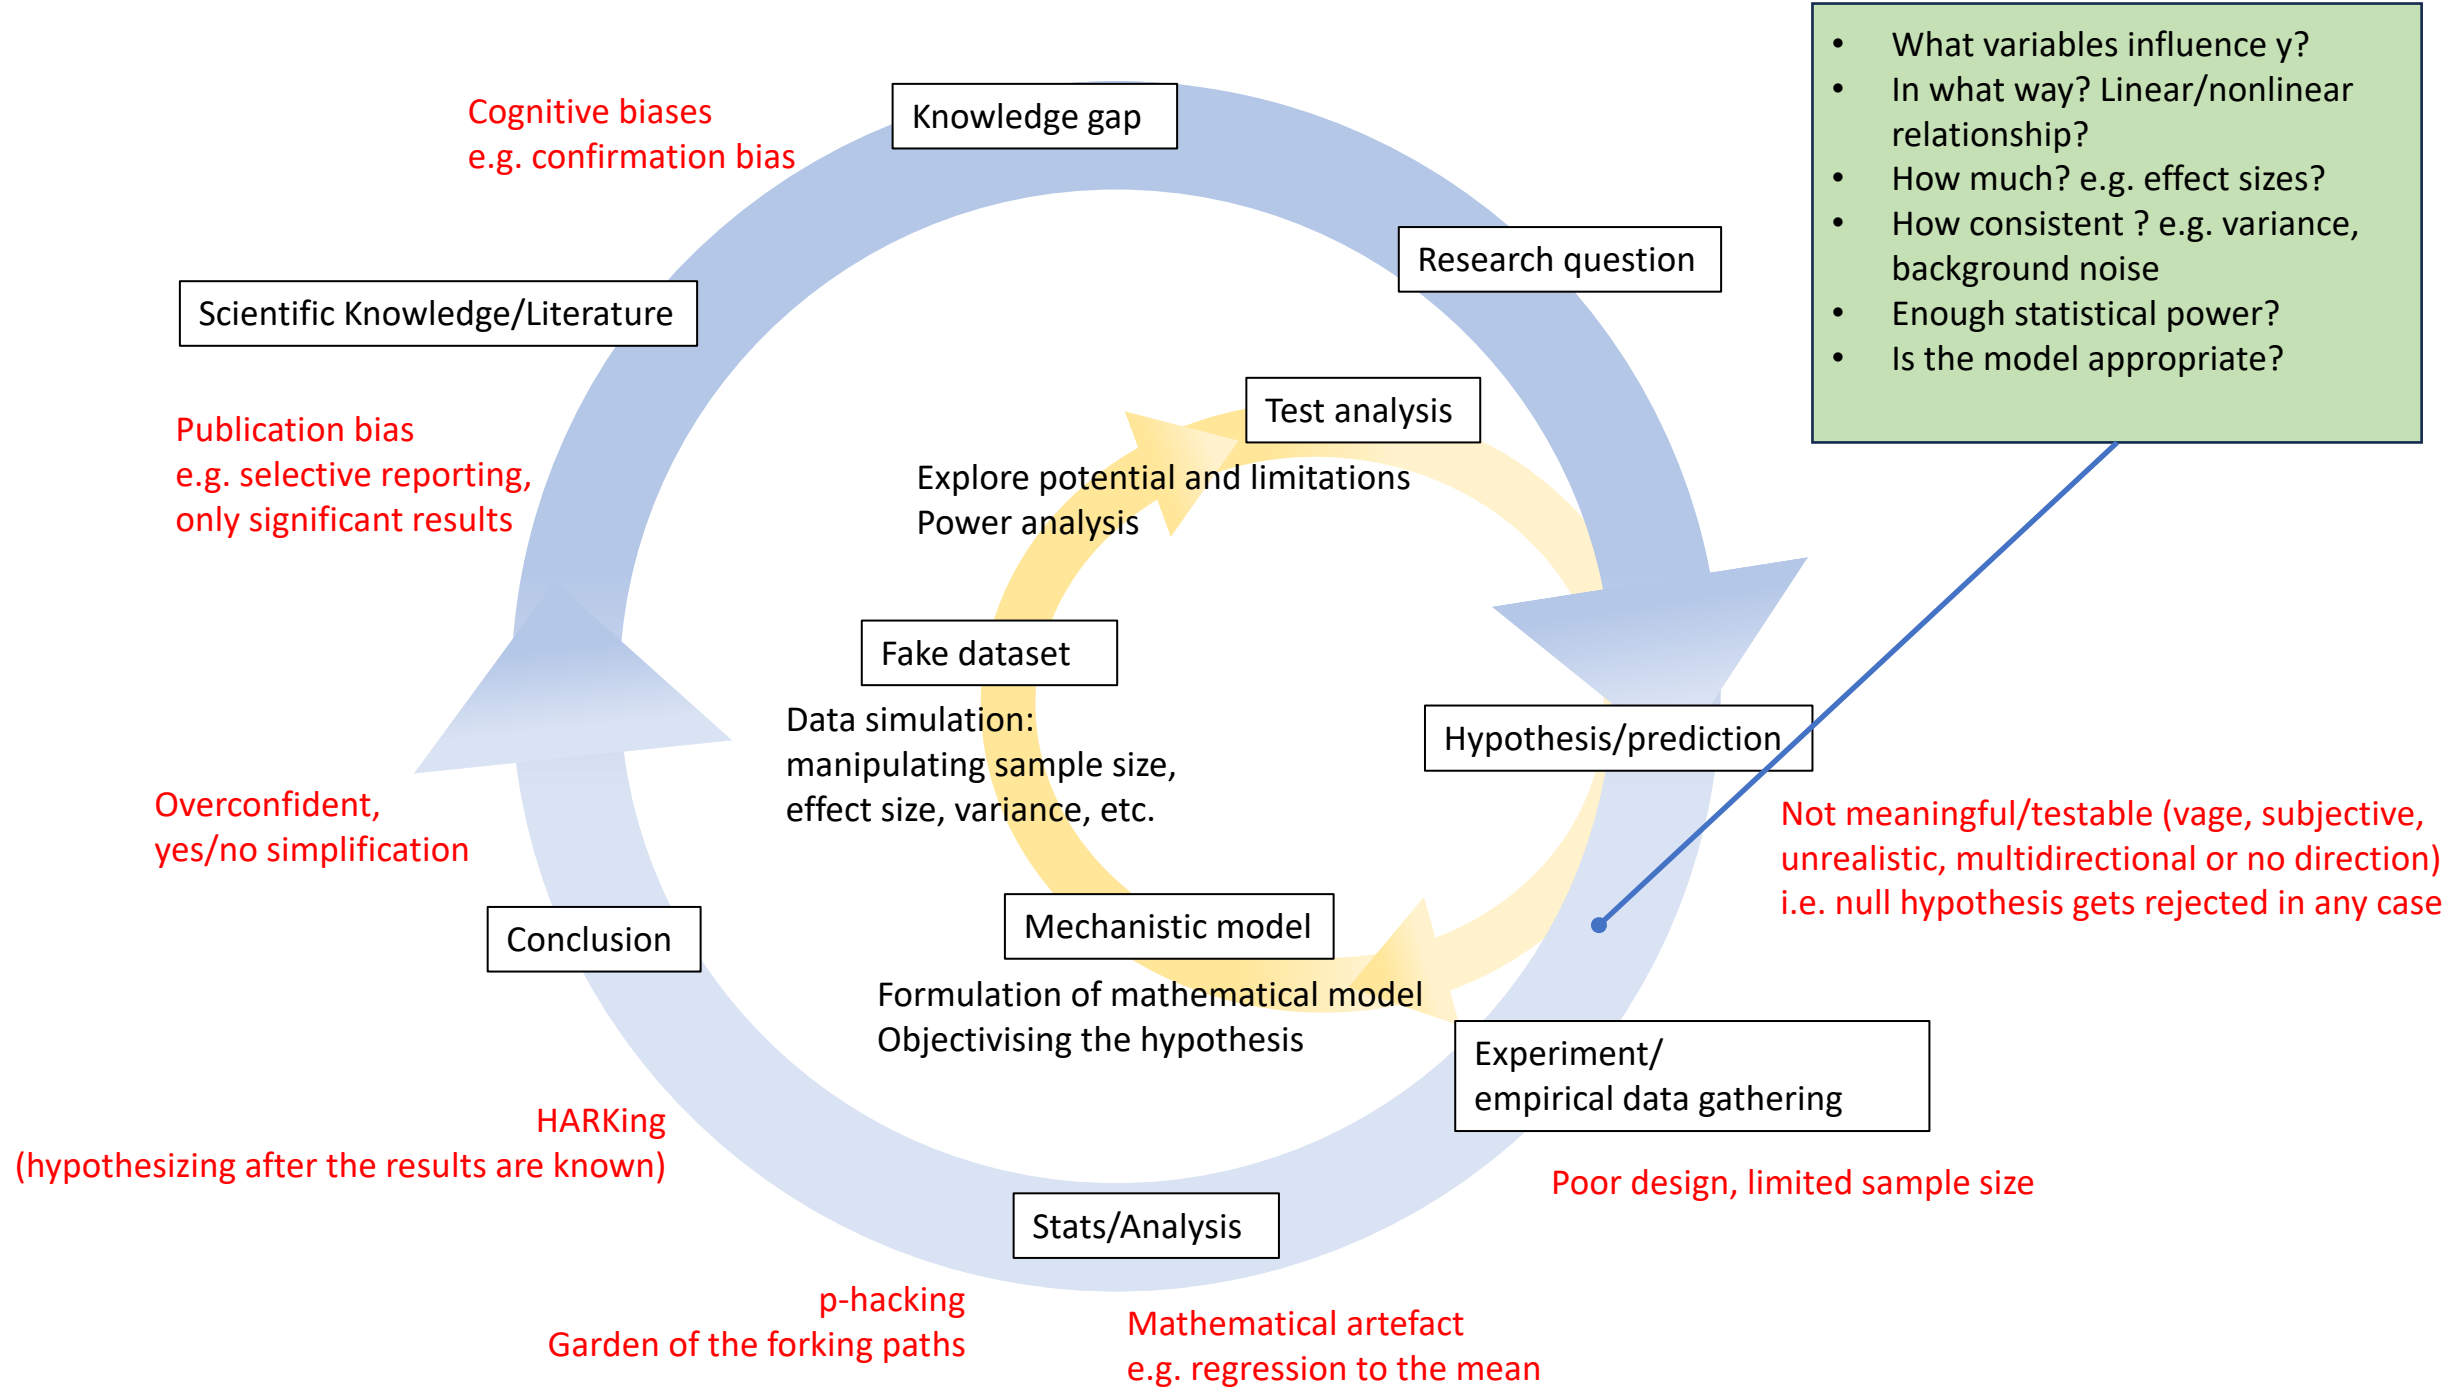 Knowledge gap
Cognitive biases
e.g. confirmation bias
Research question
Scientific Knowledge/Literature
• What variables influence y?
• In what way? Linear/nonlinear
relationship?
• How much? e.g. effect sizes?
• How consistent ? e.g. variance,
background noise
• Enough statistical power?
• Is the model appropriate?
Test analysis
Explore potential and limitations
Power analysis
Publication bias
e.g. selective reporting,
only significant results
Fake dataset
Data simulation:
manipulating sample size,
effect size, variance, etc.
Hypothesis/prediction
Not meaningful/testable (vage, subjective,
unrealistic, multidirectional or no direction)
i.e. null hypothesis gets rejected in any case
Overconfident,
yes/no simplification
Conclusion
Mechanistic model
Formulation of mathematical model
Objectivising the hypothesis
Experiment/
empirical data gathering
HARKing
(hypothesizing after the results are known)
Poor design, limited sample size
Stats/Analysis
p-hacking
Garden of the forking paths
Mathematical artefact
e.g. regression to the mean